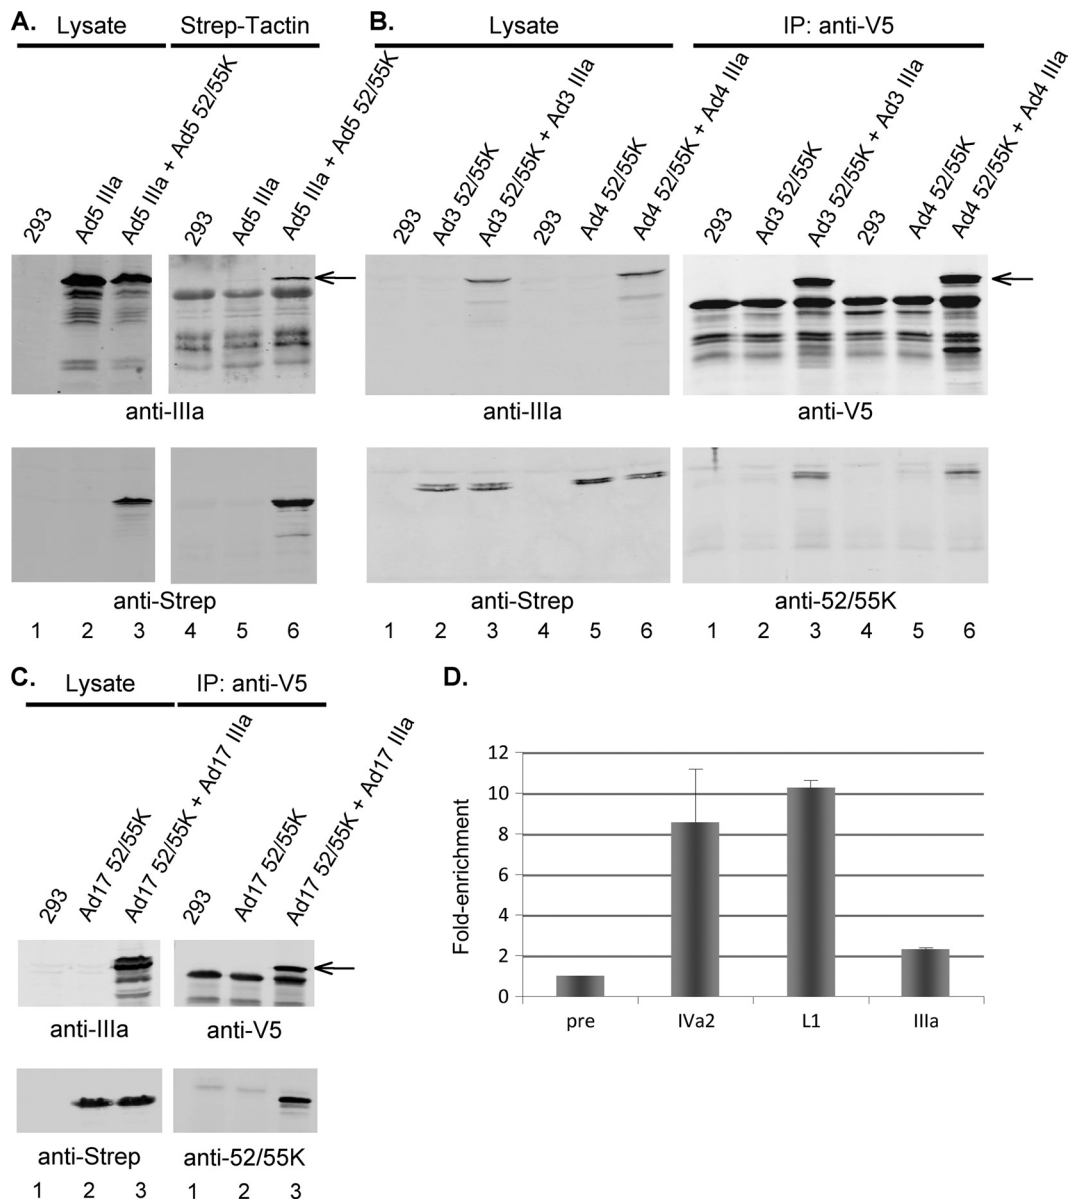 A. Lysate Strep-Tactin
293 Ad5 IIIa Ad5 IIIa + Ad5 52/55K 293 Ad5 IIIa Ad5 IIIa + Ad5 52/55K
anti-IIIa
anti-Strep
1 2 3 4 5 6
B. Lysate IP: anti-V5
293 Ad3 52/55K Ad3 52/55K + Ad3 IIIa 293 Ad4 52/55K Ad4 52/55K + Ad4 IIIa 293 Ad3 52/55K Ad3 52/55K + Ad3 IIIa 293 Ad4 52/55K Ad4 52/55K + Ad4 IIIa
anti-IIIa anti-V5
anti-Strep anti-52/55K
1 2 3 4 5 6 1 2 3 4 5 6
C. Lysate IP: anti-V5
293 Ad17 52/55K Ad17 52/55K + Ad17 IIIa 293 Ad17 52/55K Ad17 52/55K + Ad17 IIIa
anti-IIIa anti-V5
anti-Strep anti-52/55K
1 2 3 1 2 3
D.
Fold-enrichment
12
10
8
6
4
2
0
pre IVa2 L1 IIIa